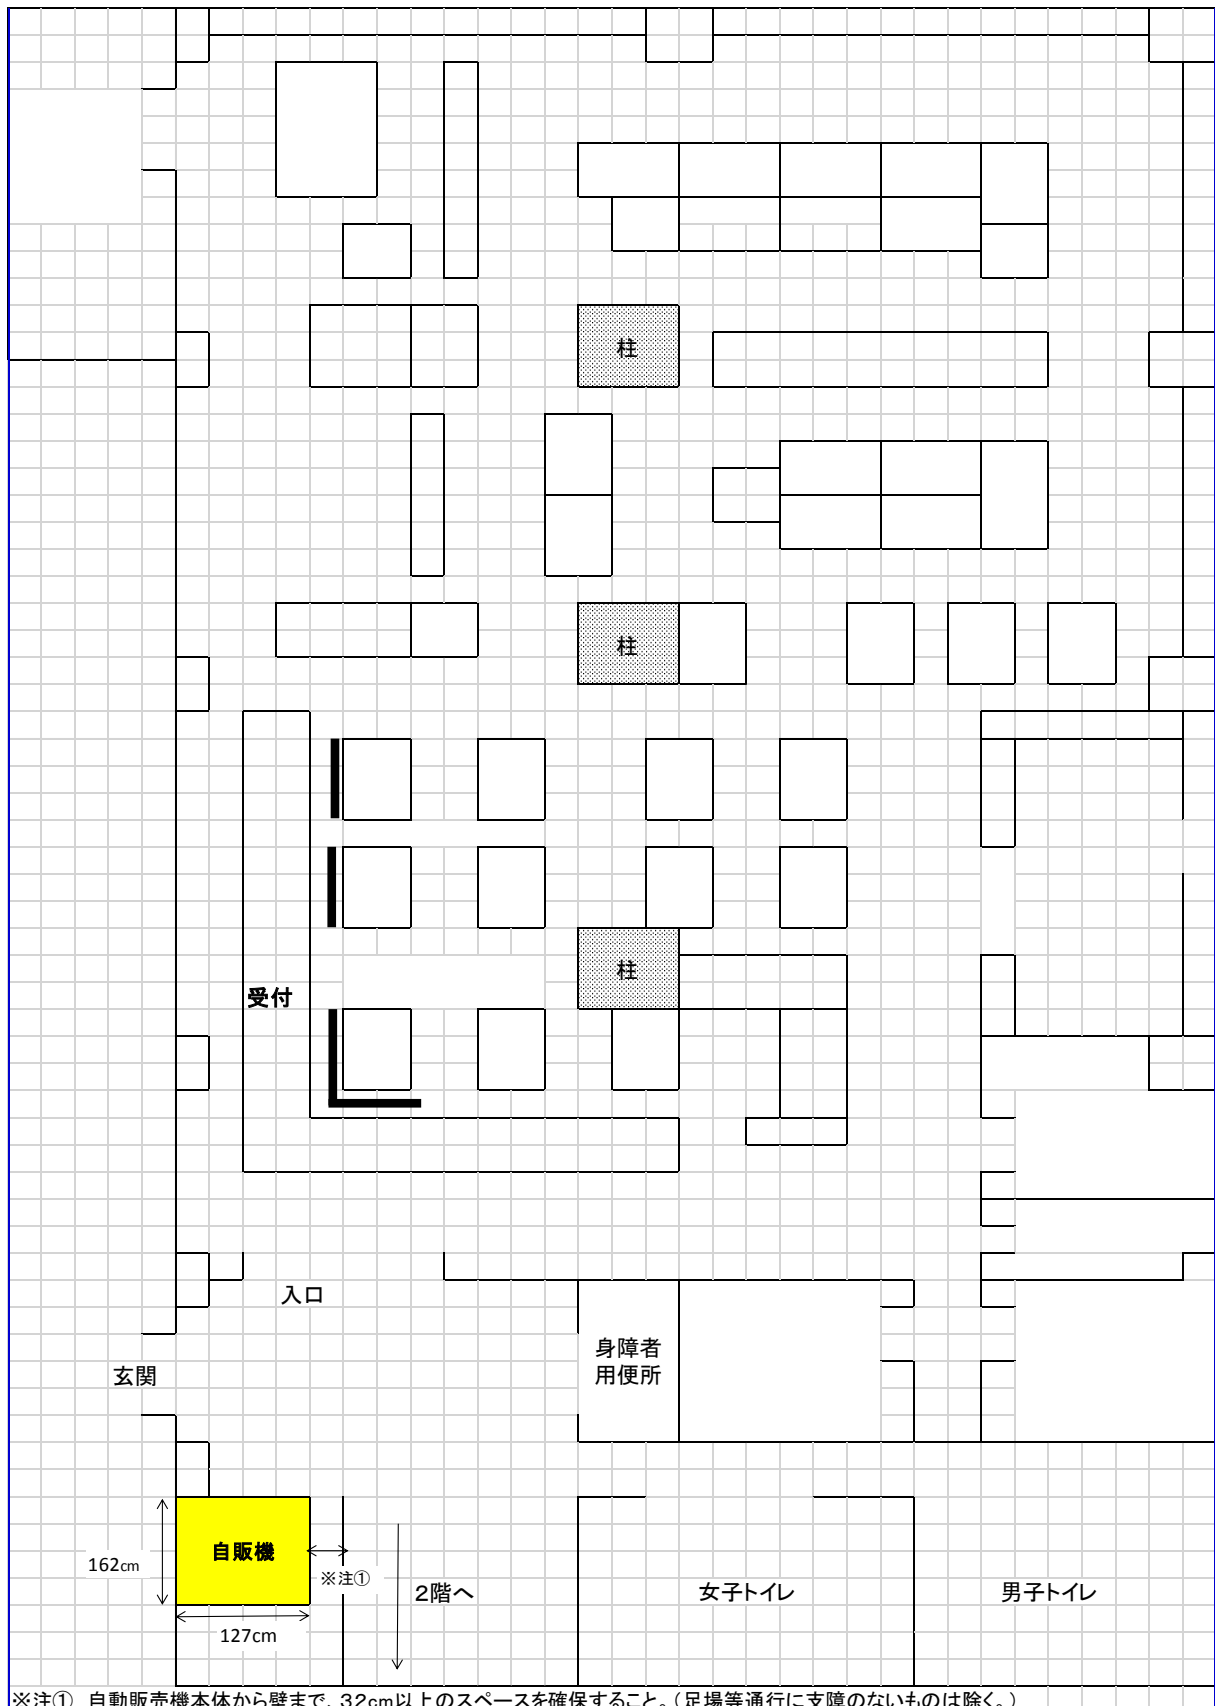 柱
柱
柱
受付
入口
身障者
用便所
玄関
自販機
162cm
※注①
127cm
2階へ
女子トイレ
男子トイレ
※注① 自動販売機本体から壁まで、32cm以上のスペースを確保すること。(足場等通行に支障のないものは除く。)